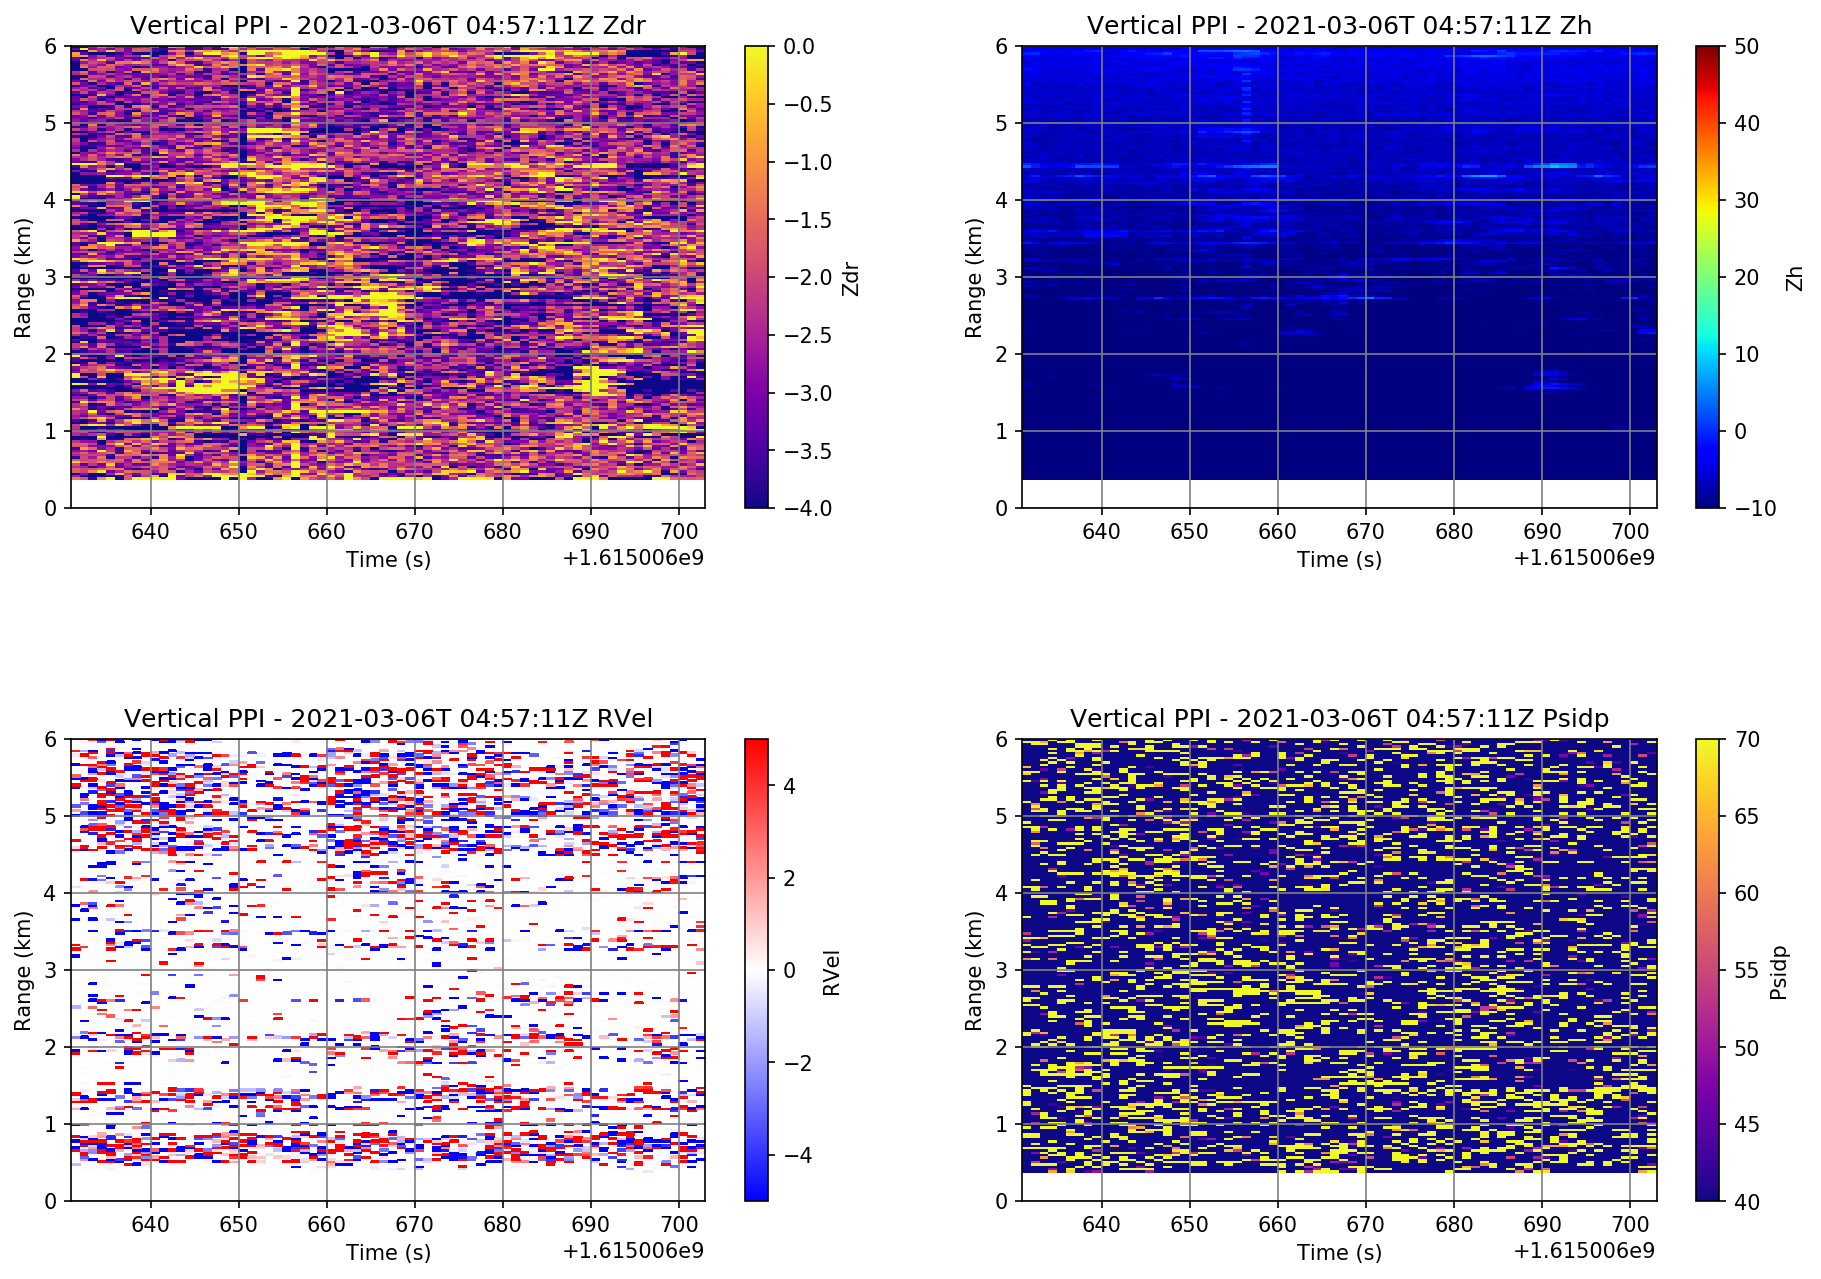 Vertical PPI - 2021-03-06T 04:57:11Z Zdr
6
5
4
3
2
1
0
Range (km)
640 650 660 670 680 690 700
Time (s)
+1.615006e9
0.0
−0.5
−1.0
−1.5
−2.0
−2.5
−3.0
−3.5
−4.0
Zdr
Vertical PPI - 2021-03-06T 04:57:11Z Zh
6
5
4
3
2
1
0
Range (km)
640 650 660 670 680 690 700
Time (s)
+1.615006e9
50
40
30
20
10
0
−10
Zh
Vertical PPI - 2021-03-06T 04:57:11Z RVel
6
5
4
3
2
1
0
Range (km)
640 650 660 670 680 690 700
Time (s)
+1.615006e9
4
2
0
−2
−4
RVel
Vertical PPI - 2021-03-06T 04:57:11Z Psidp
6
5
4
3
2
1
0
Range (km)
640 650 660 670 680 690 700
Time (s)
+1.615006e9
70
65
60
55
50
45
40
Psidp